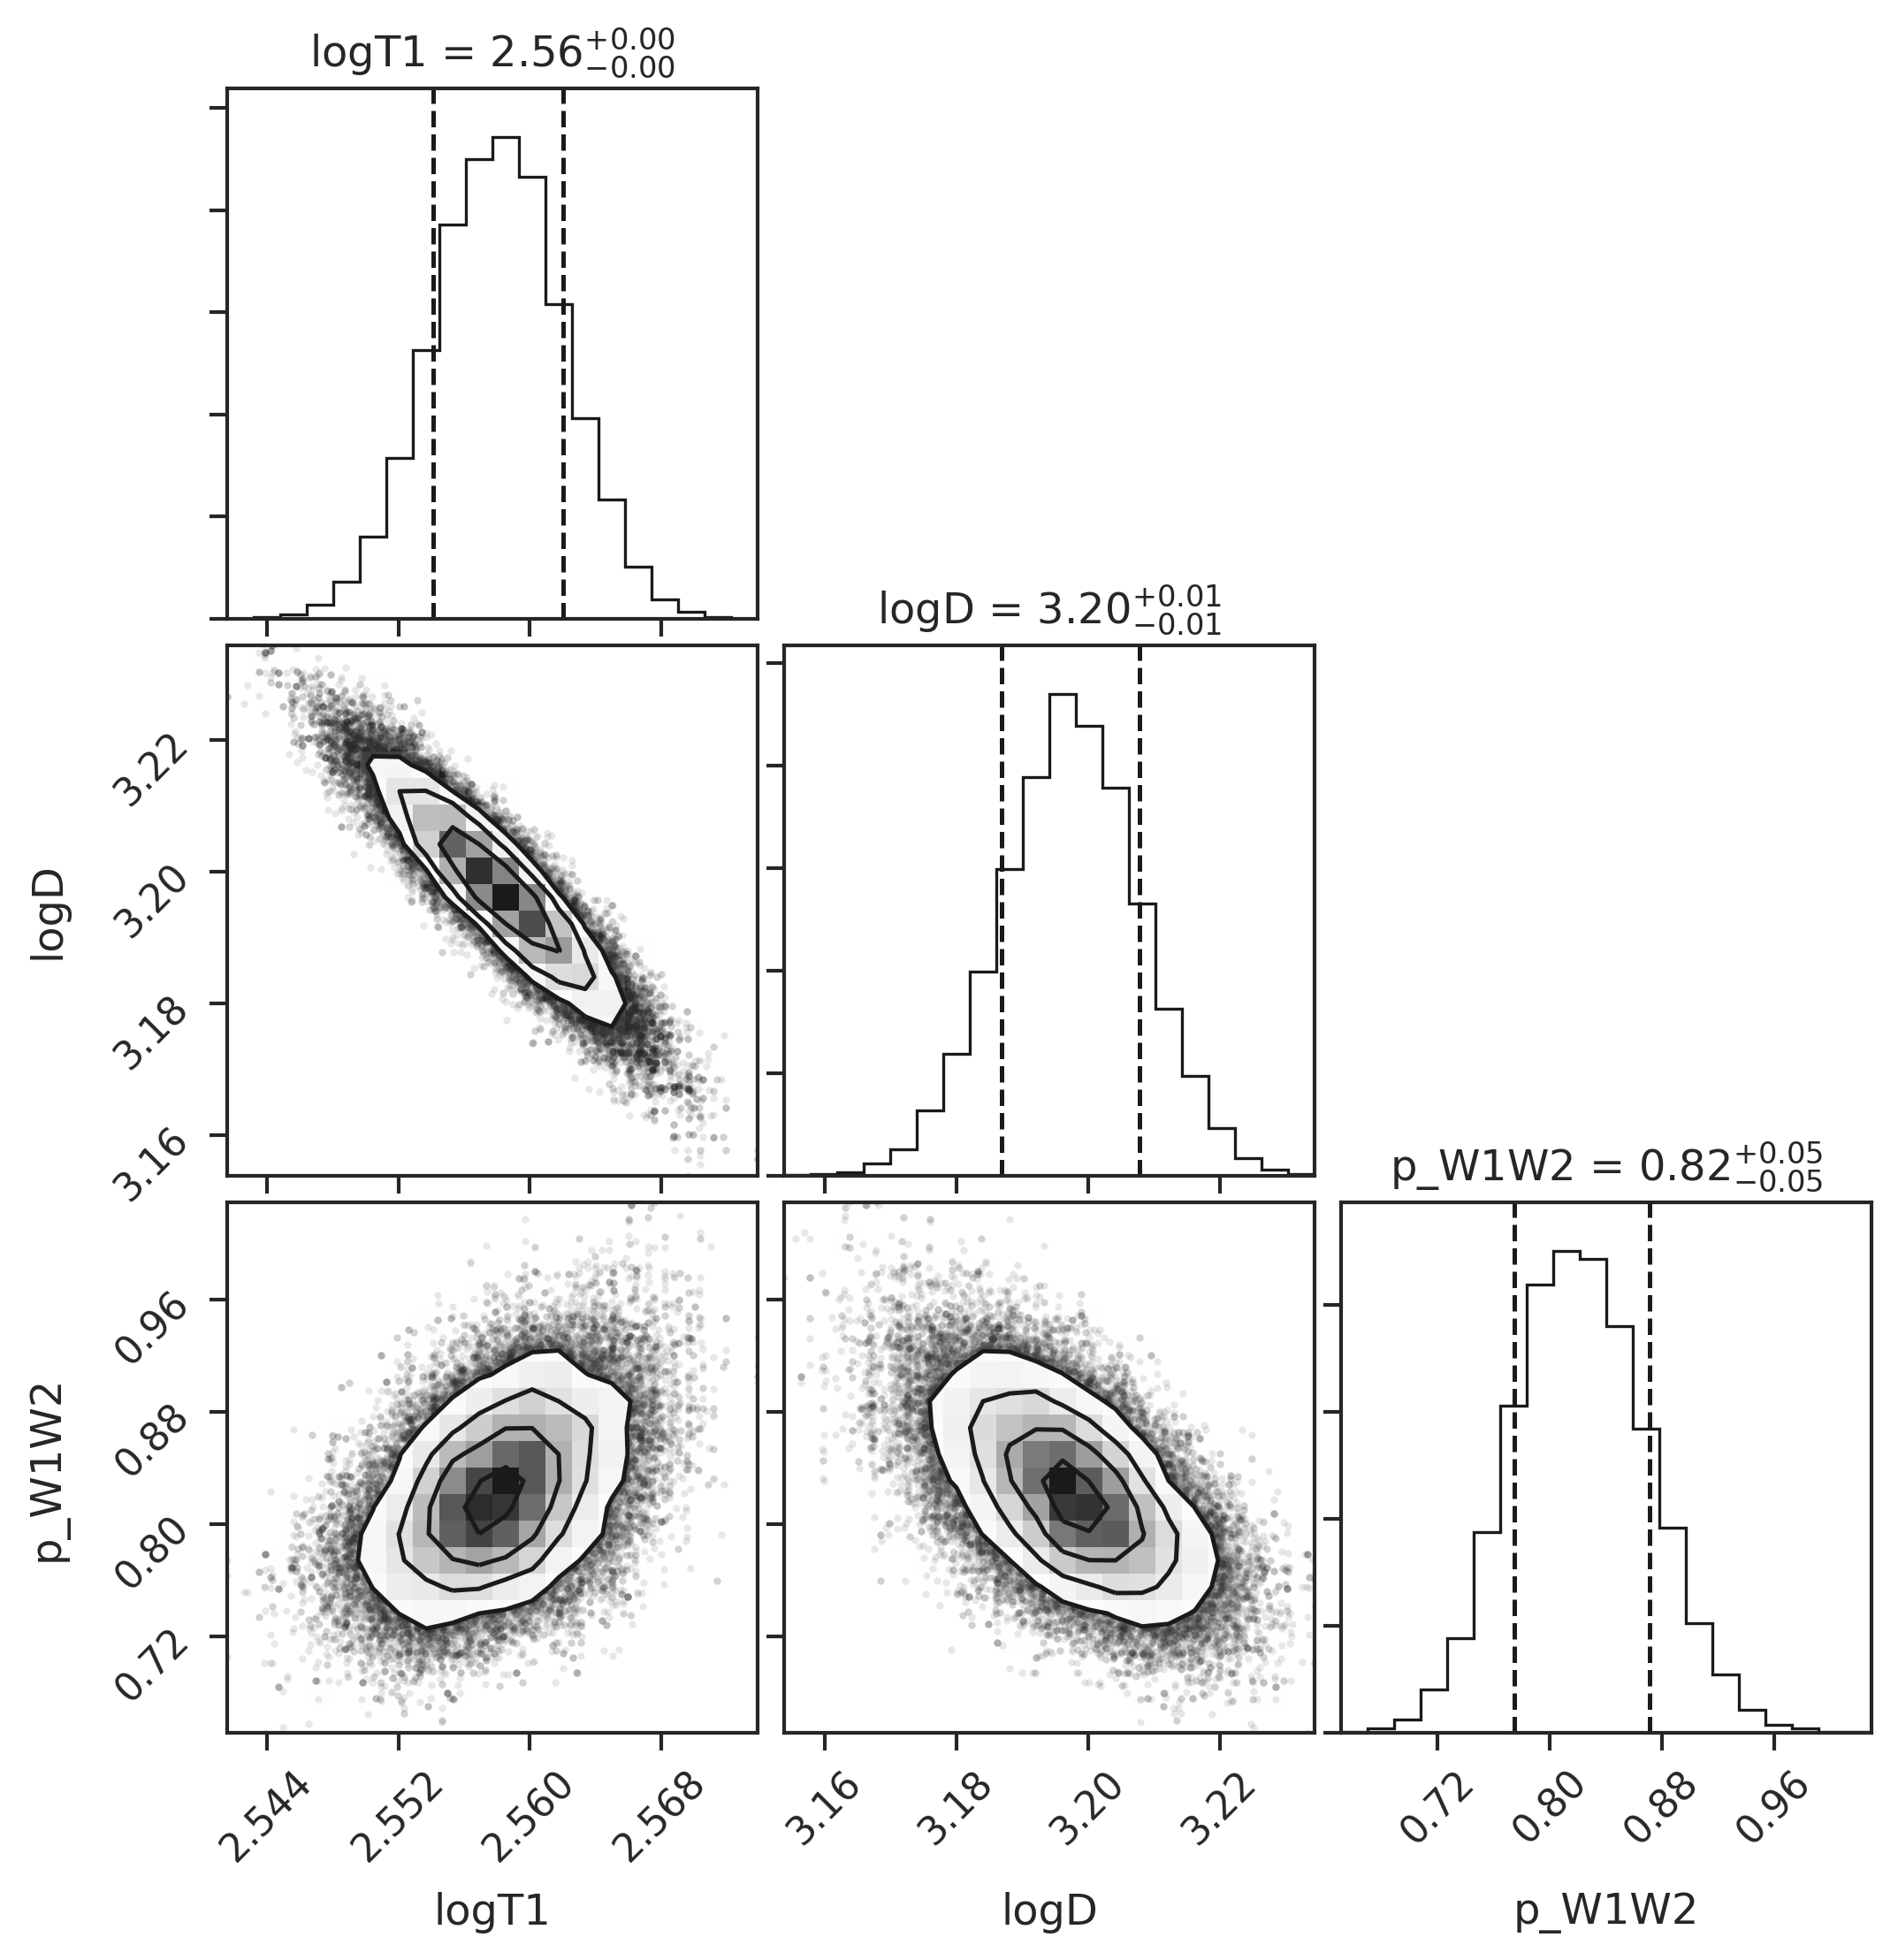 logT1 = 2.56+0.00 −0.00
logD = 3.20+0.01 −0.01
logD
3.22
3.20
3.18
3.16
p_W1W2 = 0.82+0.05 −0.05
p_W1W2
0.96
0.88
0.80
0.72
2.544 2.552 2.560 2.568 3.16 3.18 3.20 3.22 0.72 0.80 0.88 0.96
logT1 logD p_W1W2